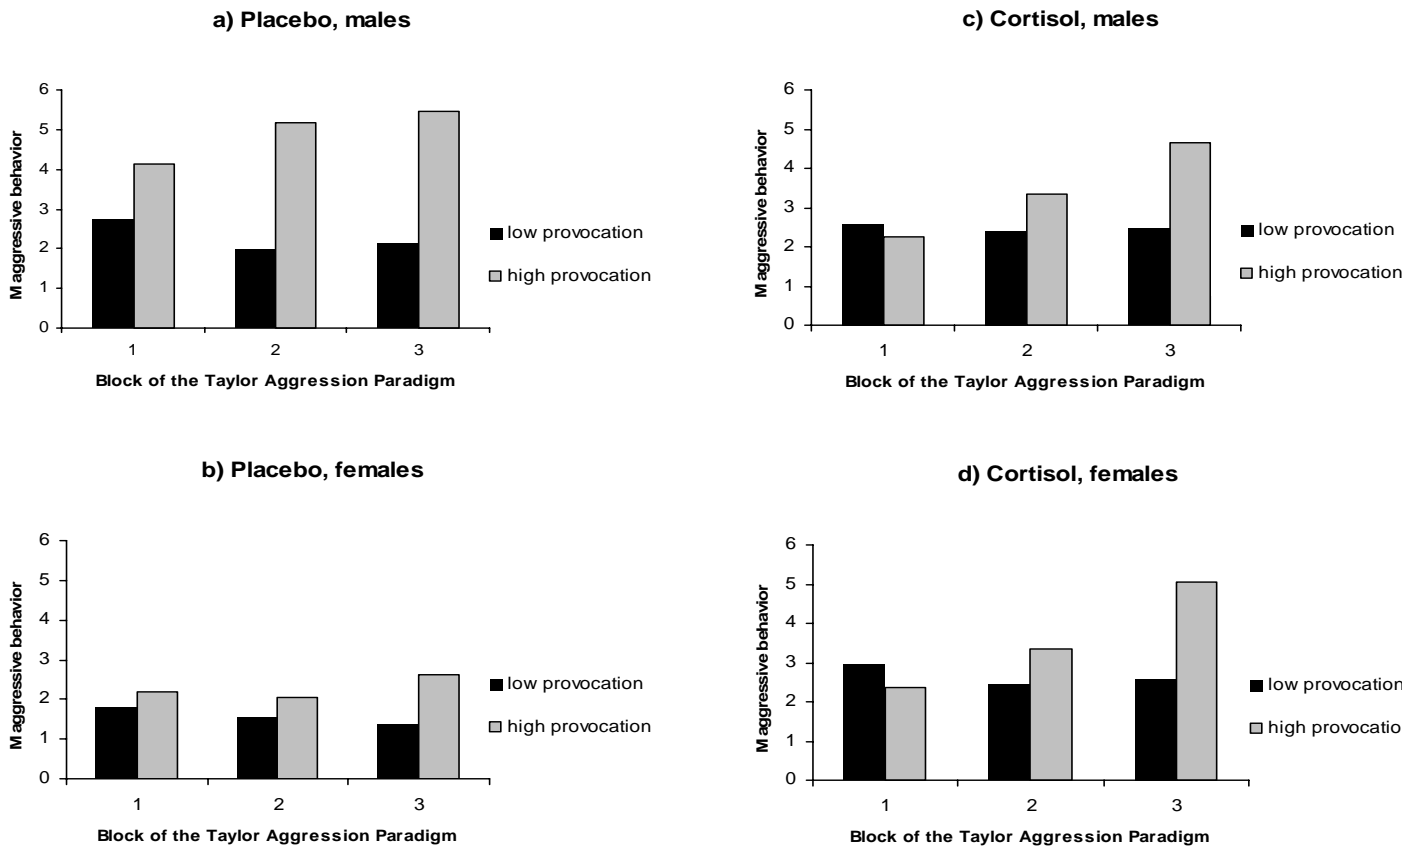 a) Placebo, males
M aggressive behavior
6
5
4
3
2
1
0
1 2 3
Block of the Taylor Aggression Paradigm
low provocation
high provocation
c) Cortisol, males
M aggressive behavior
6
5
4
3
2
1
0
1 2 3
Block of the Taylor Aggression Paradigm
low provocation
high provocation
b) Placebo, females
M aggressive behavior
6
5
4
3
2
1
0
1 2 3
Block of the Taylor Aggression Paradigm
low provocation
high provocation
d) Cortisol, females
M aggressive behavior
6
5
4
3
2
1
0
1 2 3
Block of the Taylor Aggression Paradigm
low provocation
high provocatio